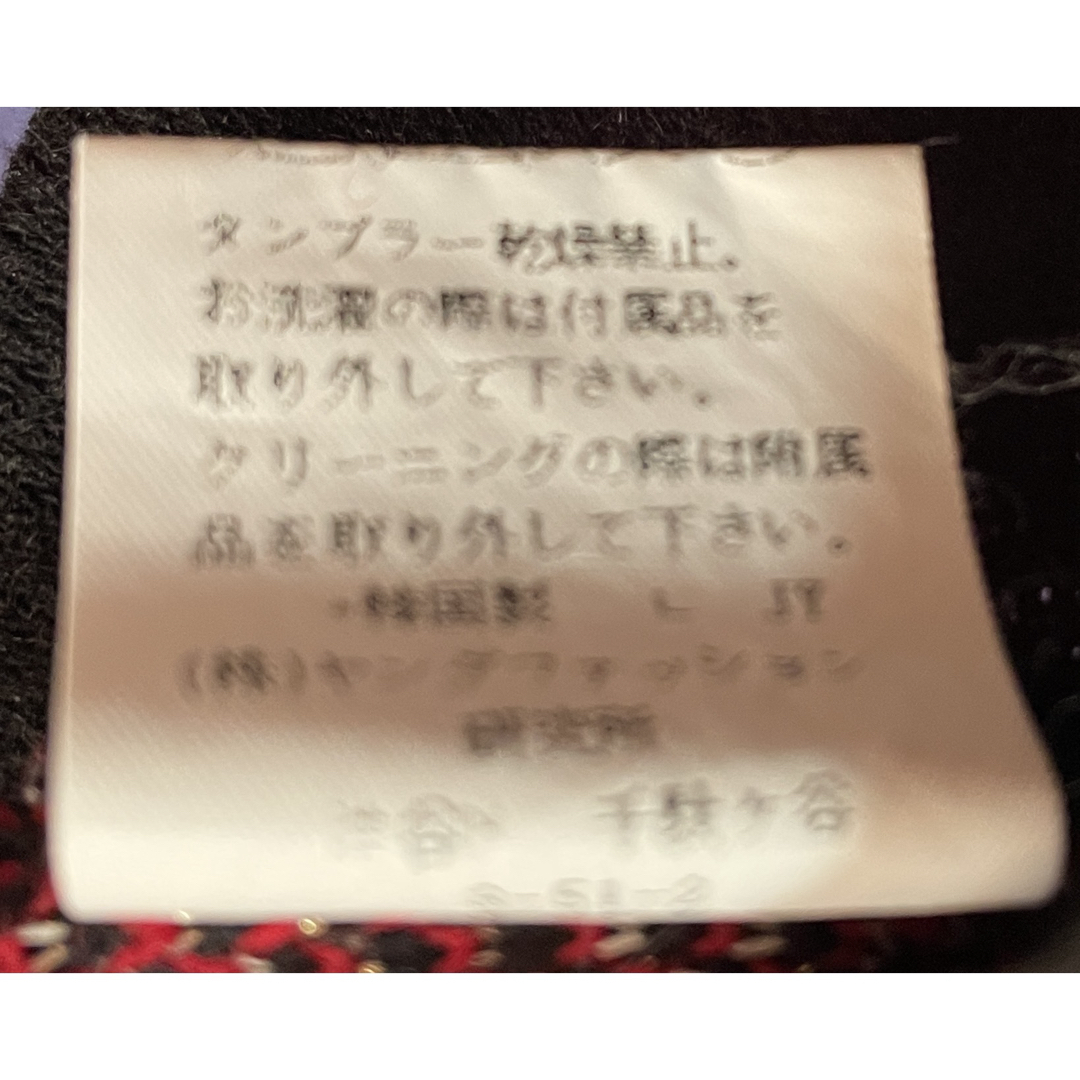 タンブラー乾燥禁止。
お洗濯の際は付属品を
取り外して下さい。
クリーニングの際は附属
品を取り外して下さい。
韓国製 L
(株)ヤングファッション
研究所
千駄ヶ谷
3-51-2